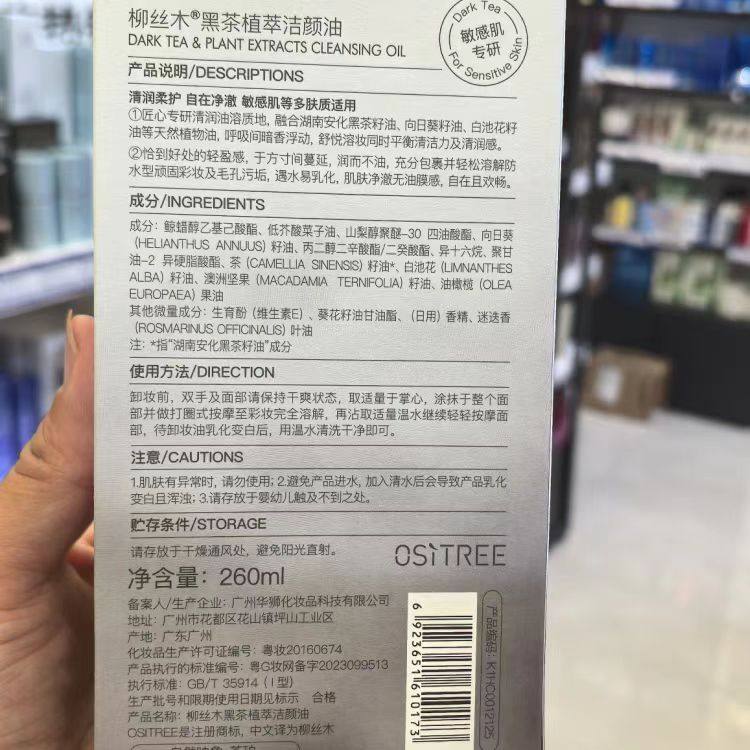 柳丝木®黑茶植萃洁颜油
DARK TEA & PLANT EXTRACTS CLEANSING OIL
Dark Tea
敏感肌
专研
For Sensitive Skin
产品说明/DESCRIPTIONS
清润柔护 自在净澈 敏感肌等多肤质适用
①匠心专研清润油溶质地，融合湖南安化黑茶籽油、向日葵籽油、白池花籽
油等天然植物油，呼吸间暗香浮动，舒悦溶妆同时平衡清洁力及清润感。
②恰到好处的轻盈感，于方寸间蔓延，润而不油，充分包裹并轻松溶解防
水型顽固彩妆及毛孔污垢，遇水易乳化，肌肤净澈无油膜感，自在且欢畅。
成分/INGREDIENTS
成分：鲸蜡醇乙基己酸酯、低芥酸菜子油、山梨醇聚醚-30 四油酸酯、向日葵
（HELIANTHUS ANNUUS）籽油、丙二醇二辛酸酯/二癸酸酯、异十六烷、聚甘
油-2 异硬脂酸酯、茶（CAMELLIA SINENSIS）籽油*、白池花（LIMNANTHES
ALBA）籽油、澳洲坚果（MACADAMIA TERNIFOLIA）籽油、油橄榄（OLEA
EUROPAEA）果油
其他微量成分：生育酚（维生素E）、葵花籽油甘油酯、（日用）香精、迷迭香
（ROSMARINUS OFFICINALIS）叶油
注：*指“湖南安化黑茶籽油”成分
使用方法/DIRECTION
卸妆前，双手及面部请保持干爽状态，取适量于掌心，涂抹于整个面
部并做打圈式按摩至彩妆完全溶解，再沾取适量温水继续轻轻按摩面
部，待卸妆油乳化变白后，用温水清洗干净即可。
注意/CAUTIONS
1.肌肤有异常时，请勿使用；2.避免产品进水，加入清水后会导致产品乳化
变白且浑浊；3.请存放于婴幼儿触及不到之处。
贮存条件/STORAGE
请存放于干燥通风处，避免阳光直射。
OSiTREE
净含量：260ml
备案人/生产企业：广州华狮化妆品科技有限公司
地址：广州市花都区花山镇坪山工业区
产地：广东广州
化妆品生产许可证编号：粤妆20160674
产品执行的标准编号：粤G妆网备字2023099513
执行标准：GB/T 35914（Ⅰ型）
生产批号和限期使用日期见标示 合格
产品名称：柳丝木黑茶植萃洁颜油
OSiTREE是注册商标，中文译为柳丝木
6 923651 610173
产品编码：K11HC0012125